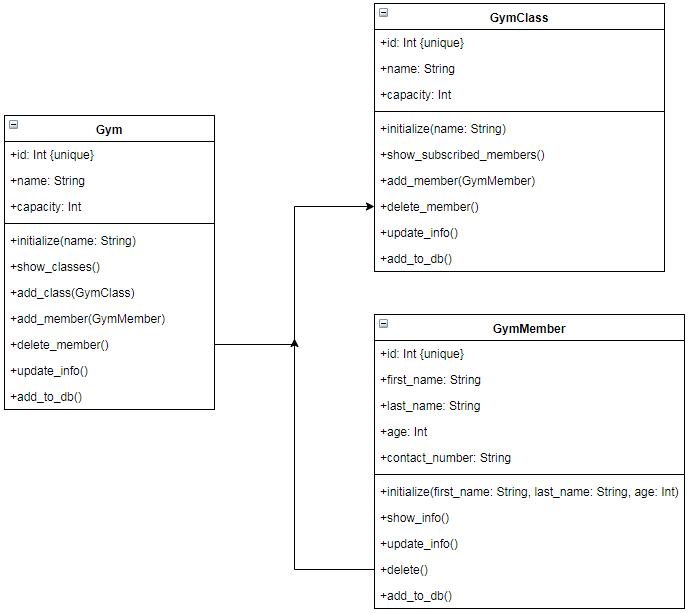 Gym
+id: Int {unique}
+name: String
+capacity: Int
+initialize(name: String)
+show_classes()
+add_class(GymClass)
+add_member(GymMember)
+delete_member()
+update_info()
+add_to_db()
GymClass
+id: Int {unique}
+name: String
+capacity: Int
+initialize(name: String)
+show_subscribed_members()
+add_member(GymMember)
+delete_member()
+update_info()
+add_to_db()
GymMember
+id: Int {unique}
+first_name: String
+last_name: String
+age: Int
+contact_number: String
+initialize(first_name: String, last_name: String, age: Int)
+show_info()
+update_info()
+delete()
+add_to_db()